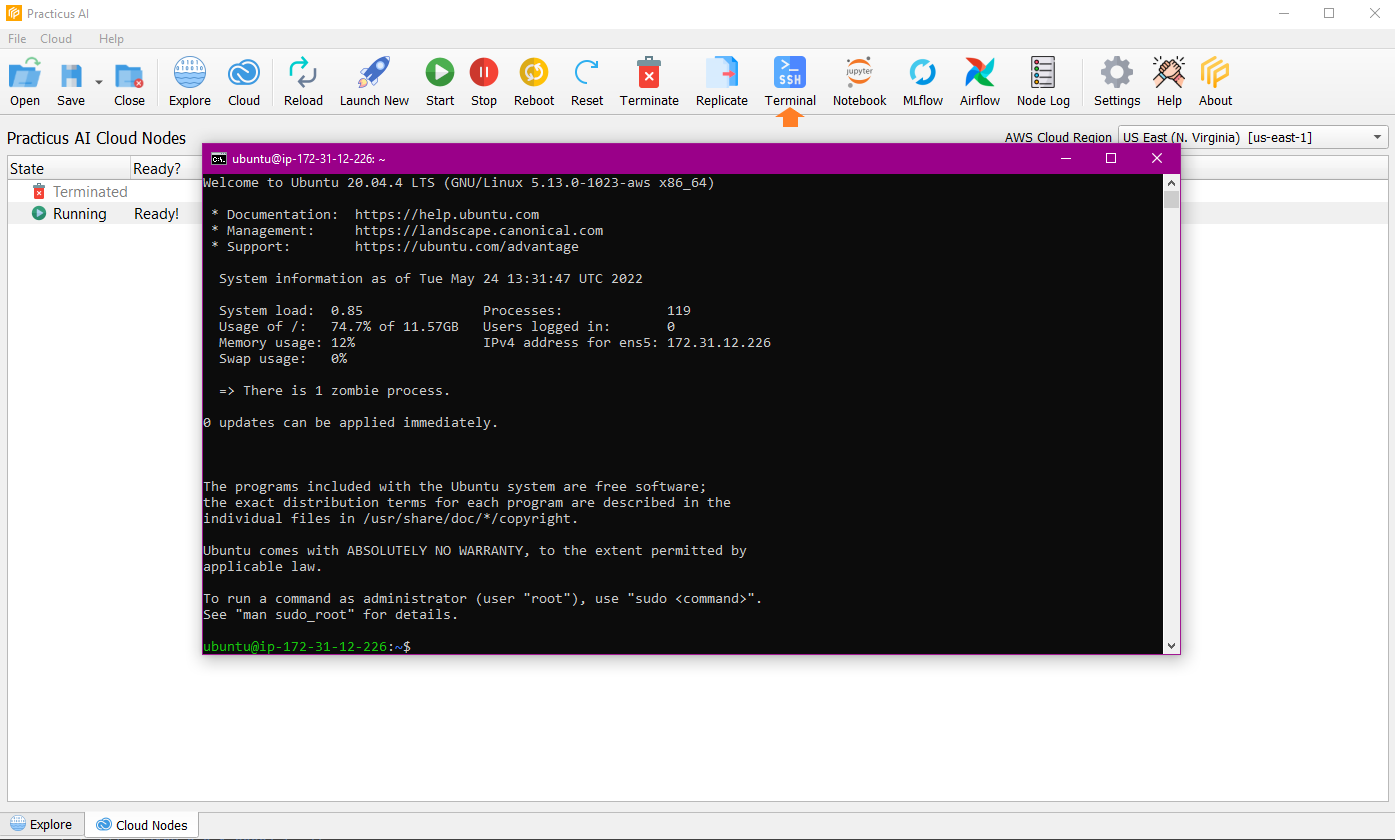 Practicus AI
File Cloud Help
Open Save Close Explore Cloud Reload Launch New Start Stop Reboot Reset Terminate Replicate Terminal Notebook MLflow Airflow Node Log Settings Help About
Practicus AI Cloud Nodes
AWS Cloud Region US East (N. Virginia) [us-east-1]
State Ready?
Terminated
Running Ready!
ubuntu@ip-172-31-12-226: ~
Welcome to Ubuntu 20.04.4 LTS (GNU/Linux 5.13.0-1023-aws x86_64)
* Documentation: https://help.ubuntu.com
* Management: https://landscape.canonical.com
* Support: https://ubuntu.com/advantage
System information as of Tue May 24 13:31:47 UTC 2022
System load: 0.85 Processes: 119
Usage of /: 74.7% of 11.57GB Users logged in: 0
Memory usage: 12% IPv4 address for ens5: 172.31.12.226
Swap usage: 0%
=> There is 1 zombie process.
0 updates can be applied immediately.
The programs included with the Ubuntu system are free software;
the exact distribution terms for each program are described in the
individual files in /usr/share/doc/*/copyright.
Ubuntu comes with ABSOLUTELY NO WARRANTY, to the extent permitted by
applicable law.
To run a command as administrator (user "root"), use "sudo <command>".
See "man sudo_root" for details.
ubuntu@ip-172-31-12-226:~$
Explore Cloud Nodes